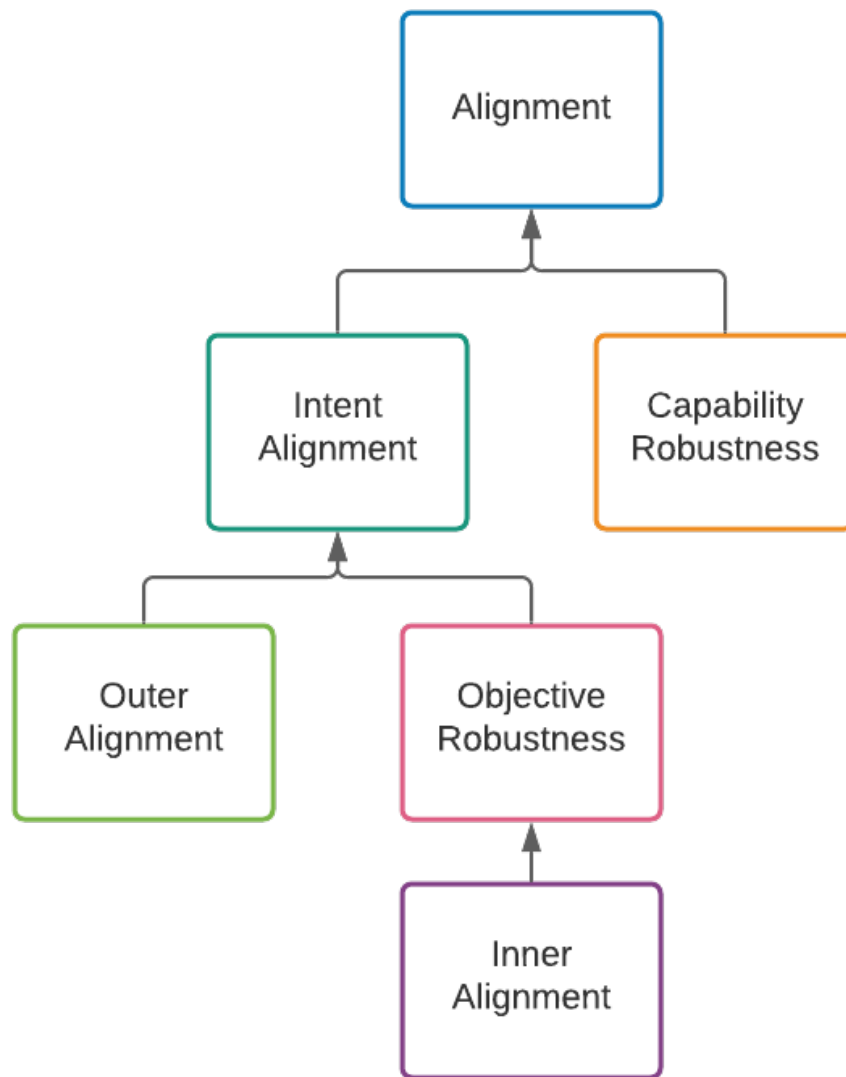 Alignment
Intent
Alignment
Capability
Robustness
Outer
Alignment
Objective
Robustness
Inner
Alignment